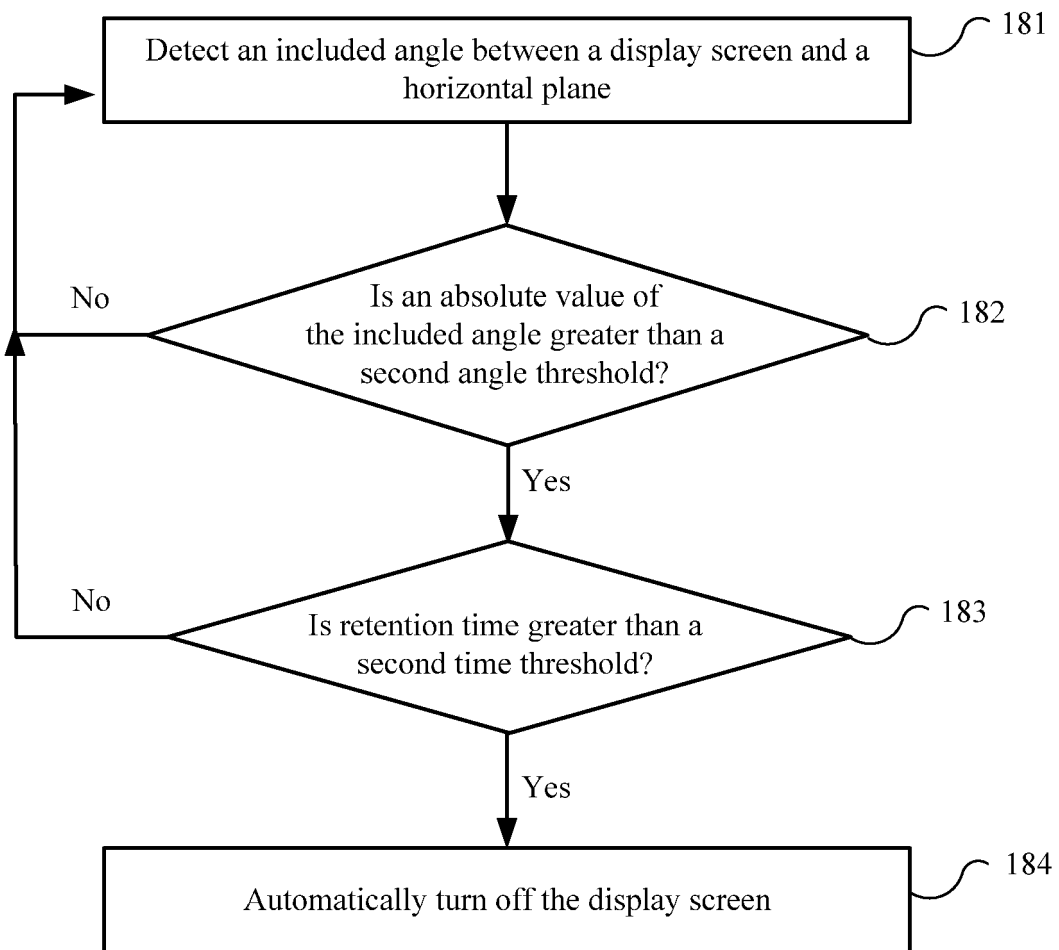 181
Detect an included angle between a display screen and a
horizontal plane
No
Is an absolute value of
the included angle greater than a
second angle threshold?
182
Yes
No
Is retention time greater than a
second time threshold?
183
Yes
Automatically turn off the display screen
184